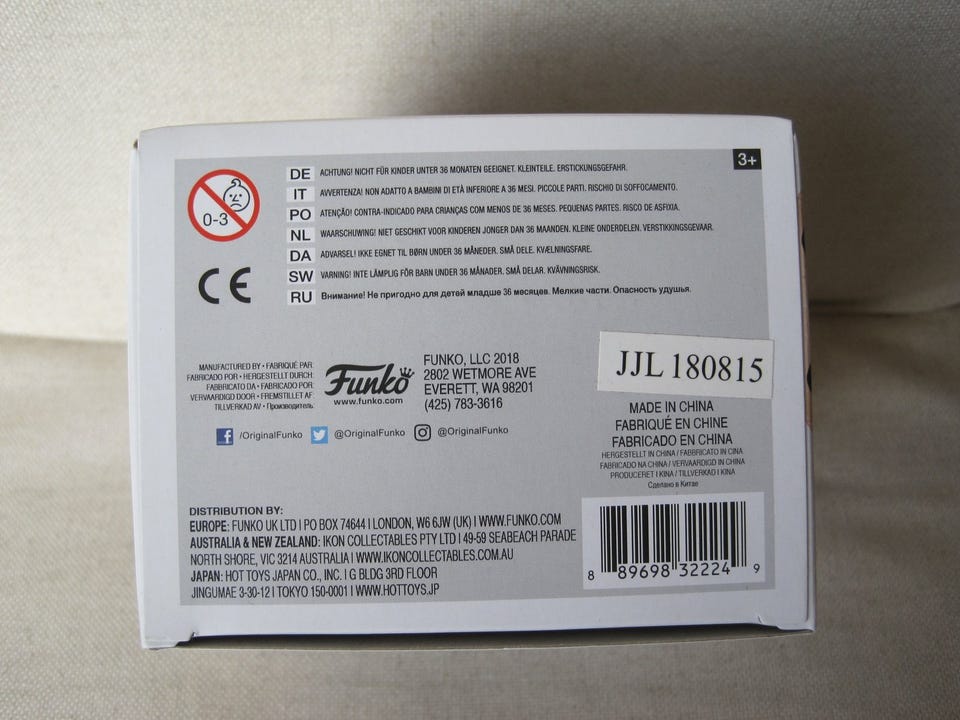 3+
0-3
DE ACHTUNG! NICHT FÜR KINDER UNTER 36 MONATEN GEEIGNET. KLEINTEILE. ERSTICKUNGSGEFAHR.
IT AVVERTENZA! NON ADATTO A BAMBINI DI ETÀ INFERIORE A 36 MESI. PICCOLE PARTI. RISCHIO DI SOFFOCAMENTO.
PO ATENÇÃO! CONTRA-INDICADO PARA CRIANÇAS COM MENOS DE 36 MESES. PEQUENAS PARTES. RISCO DE ASFIXIA.
NL WAARSCHUWING! NIET GESCHIKT VOOR KINDEREN JONGER DAN 36 MAANDEN. KLEINE ONDERDELEN. VERSTIKKINGSGEVAAR.
DA ADVARSEL! IKKE EGNET TIL BØRN UNDER 36 MÅNEDER. SMÅ DELE. KVÆLNINGSFARE.
SW VARNING! INTE LÄMPLIG FÖR BARN UNDER 36 MÅNADER. SMÅ DELAR. KVÄVNINGSRISK.
RU Внимание! Не пригодно для детей младше 36 месяцев. Мелкие части. Опасность удушья.
CE
MANUFACTURED BY • FABRIQUÉ PAR
FABRICADO POR • HERGESTELLT DURCH:
FABBRICATO DA • FABRICADO POR:
VERVAARDIGD DOOR • FREMSTILLET AF:
TILLVERKAD AV • Производитель:
Funko
www.funko.com
FUNKO, LLC 2018
2802 WETMORE AVE
EVERETT, WA 98201
(425) 783-3616
JJL 180815
MADE IN CHINA
FABRIQUÉ EN CHINE
FABRICADO EN CHINA
HERGESTELLT IN CHINA / FABBRICATO IN CINA
FABRICADO NA CHINA / VERVAARDIGD IN CHINA
PRODUCERET I KINA / TILLVERKAD I KINA
Сделано в Китае
f /OriginalFunko @OriginalFunko @OriginalFunko
DISTRIBUTION BY:
EUROPE: FUNKO UK LTD | PO BOX 74644 | LONDON, W6 6JW (UK) | WWW.FUNKO.COM
AUSTRALIA & NEW ZEALAND: IKON COLLECTABLES PTY LTD | 49-59 SEABEACH PARADE
NORTH SHORE, VIC 3214 AUSTRALIA | WWW.IKONCOLLECTABLES.COM.AU
JAPAN: HOT TOYS JAPAN CO., INC. | G BLDG 3RD FLOOR
JINGUMAE 3-30-12 | TOKYO 150-0001 | WWW.HOTTOYS.JP
8 89698 32224 9